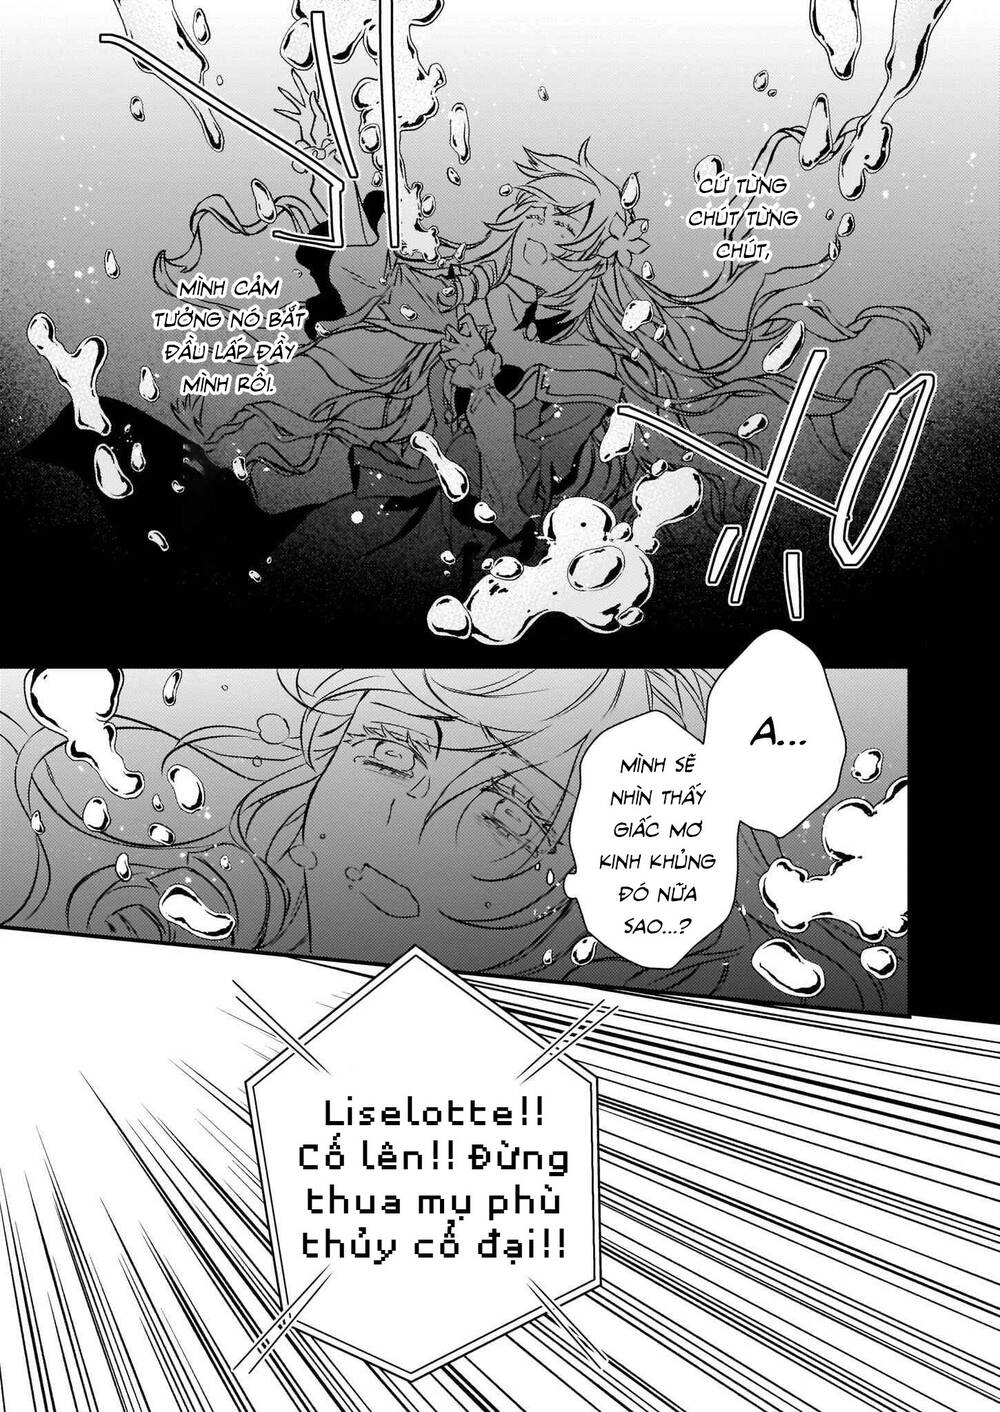 CỨ TỪNG
CHÚT TỪNG
CHÚT,
MÌNH CẢM
TƯỞNG NÓ BẮT
ĐẦU LẤP ĐẦY
MÌNH RỒI.
A...
MÌNH SẼ
NHÌN THẤY
GIẤC MƠ
KINH KHỦNG
ĐÓ NỮA
SAO...?
Liselotte!!
Cố lên!! Đừng
thua mụ phù
thủy cổ đại!!